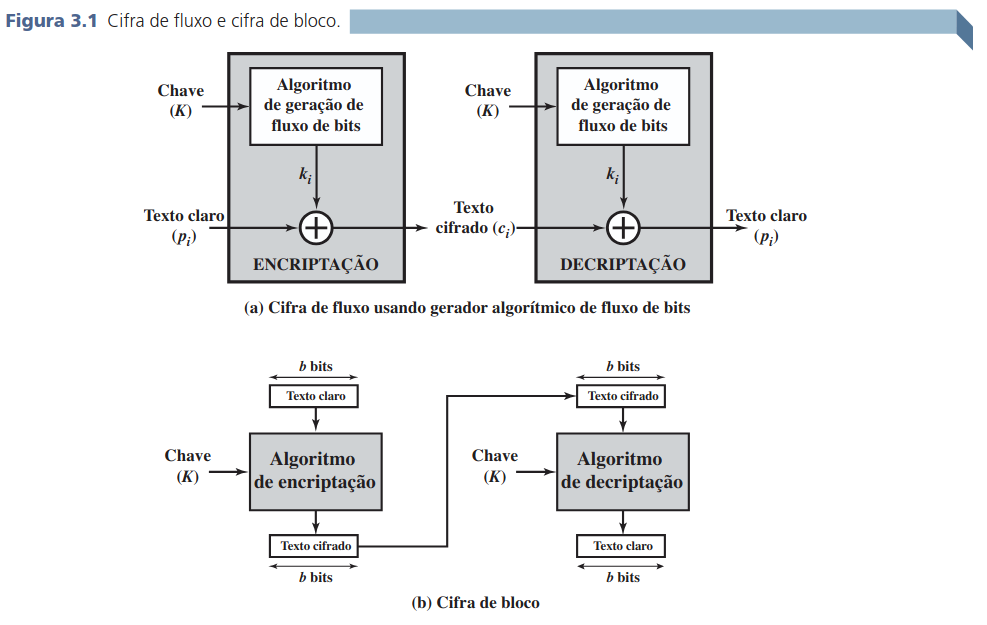 Figura 3.1 Cifra de fluxo e cifra de bloco.
Chave
(K)
Algoritmo
de geração de
fluxo de bits
k_i
Texto claro
(p_i)
ENCRIPTAÇÃO
Texto
cifrado (c_i)
Chave
(K)
Algoritmo
de geração de
fluxo de bits
k_i
DECRIPTAÇÃO
Texto claro
(p_i)
(a) Cifra de fluxo usando gerador algorítmico de fluxo de bits
b bits
Texto claro
Chave
(K)
Algoritmo
de encriptação
Texto cifrado
b bits
b bits
Texto cifrado
Chave
(K)
Algoritmo
de decriptação
Texto claro
b bits
(b) Cifra de bloco